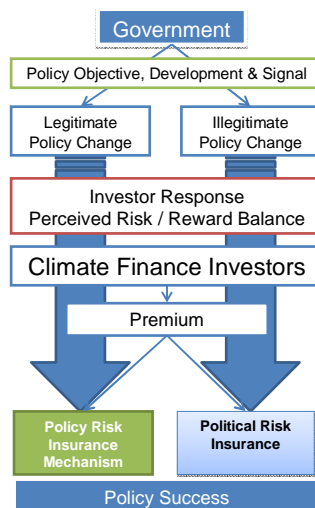 Government
Policy Objective, Development & Signal
Legitimate
Policy Change
Illegitimate
Policy Change
Investor Response
Perceived Risk / Reward Balance
Climate Finance Investors
Premium
Policy Risk
Insurance
Mechanism
Political Risk
Insurance
Policy Success